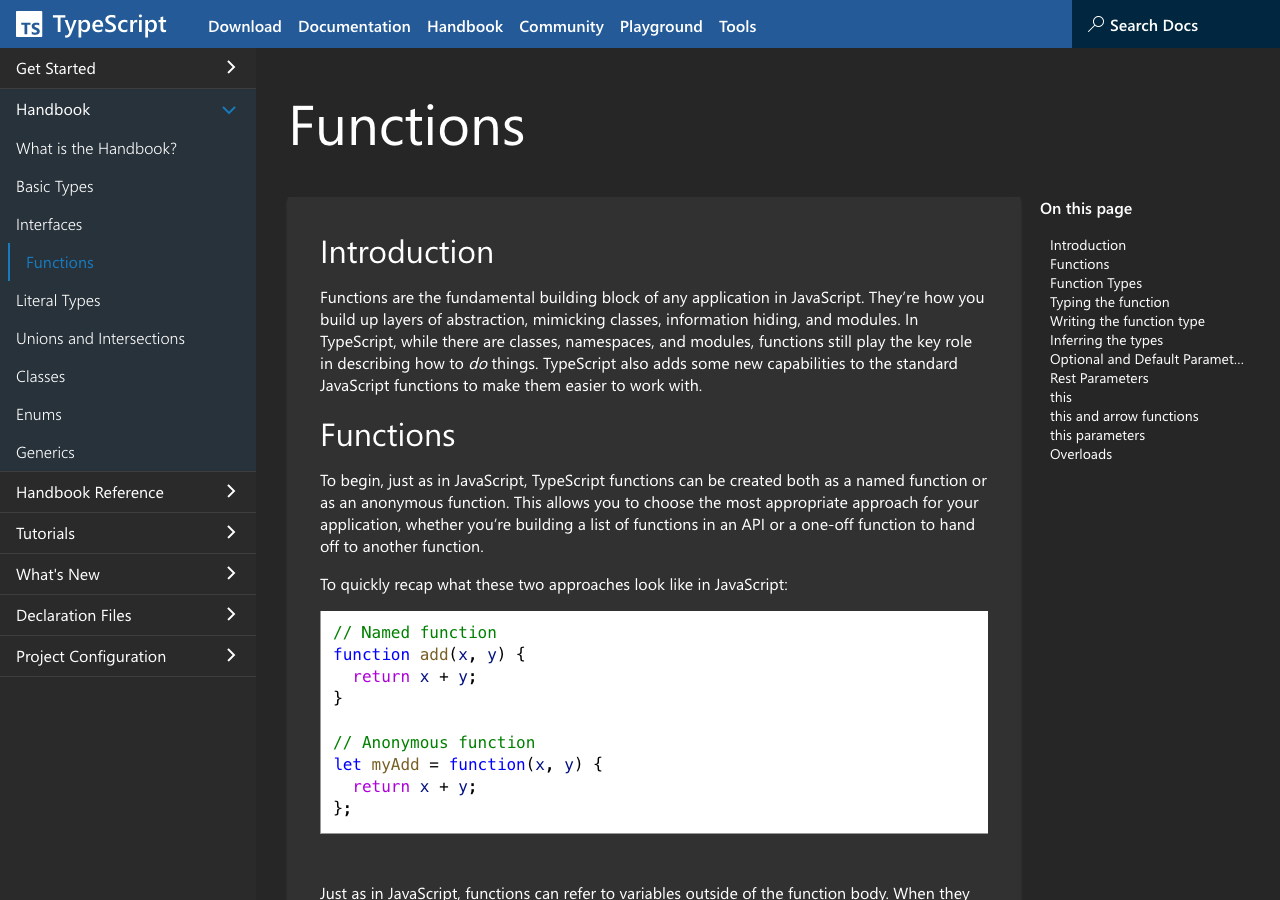 TS TypeScript
Download Documentation Handbook Community Playground Tools
Search Docs
Get Started
Handbook
What is the Handbook?
Basic Types
Interfaces
Functions
Literal Types
Unions and Intersections
Classes
Enums
Generics
Handbook Reference
Tutorials
What's New
Declaration Files
Project Configuration
Functions
Introduction
Functions are the fundamental building block of any application in JavaScript. They’re how you
build up layers of abstraction, mimicking classes, information hiding, and modules. In
TypeScript, while there are classes, namespaces, and modules, functions still play the key role
in describing how to do things. TypeScript also adds some new capabilities to the standard
JavaScript functions to make them easier to work with.
Functions
To begin, just as in JavaScript, TypeScript functions can be created both as a named function or
as an anonymous function. This allows you to choose the most appropriate approach for your
application, whether you’re building a list of functions in an API or a one-off function to hand
off to another function.
To quickly recap what these two approaches look like in JavaScript:
// Named function
function add(x, y) {
  return x + y;
}
// Anonymous function
let myAdd = function(x, y) {
  return x + y;
};
Just as in JavaScript, functions can refer to variables outside of the function body. When they
On this page
Introduction
Functions
Function Types
Typing the function
Writing the function type
Inferring the types
Optional and Default Paramet...
Rest Parameters
this
this and arrow functions
this parameters
Overloads